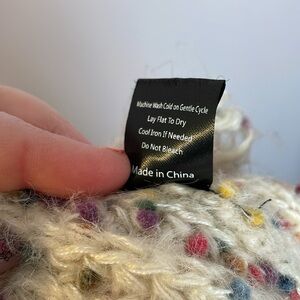 Machine Wash Cold on Gentle Cycle
Lay Flat To Dry
Cool Iron If Needed
Do Not Bleach
Made in China